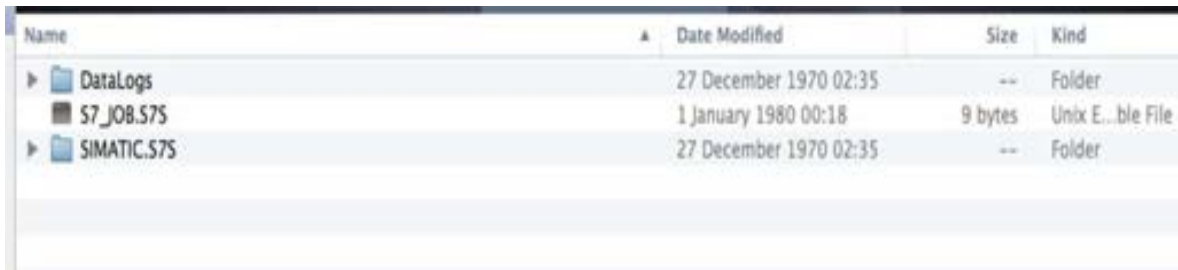 Name Date Modified Size Kind
DataLogs 27 December 1970 02:35 -- Folder
S7_JOB.S7S 1 January 1980 00:18 9 bytes Unix E...ble File
SIMATIC.S7S 27 December 1970 02:35 -- Folder